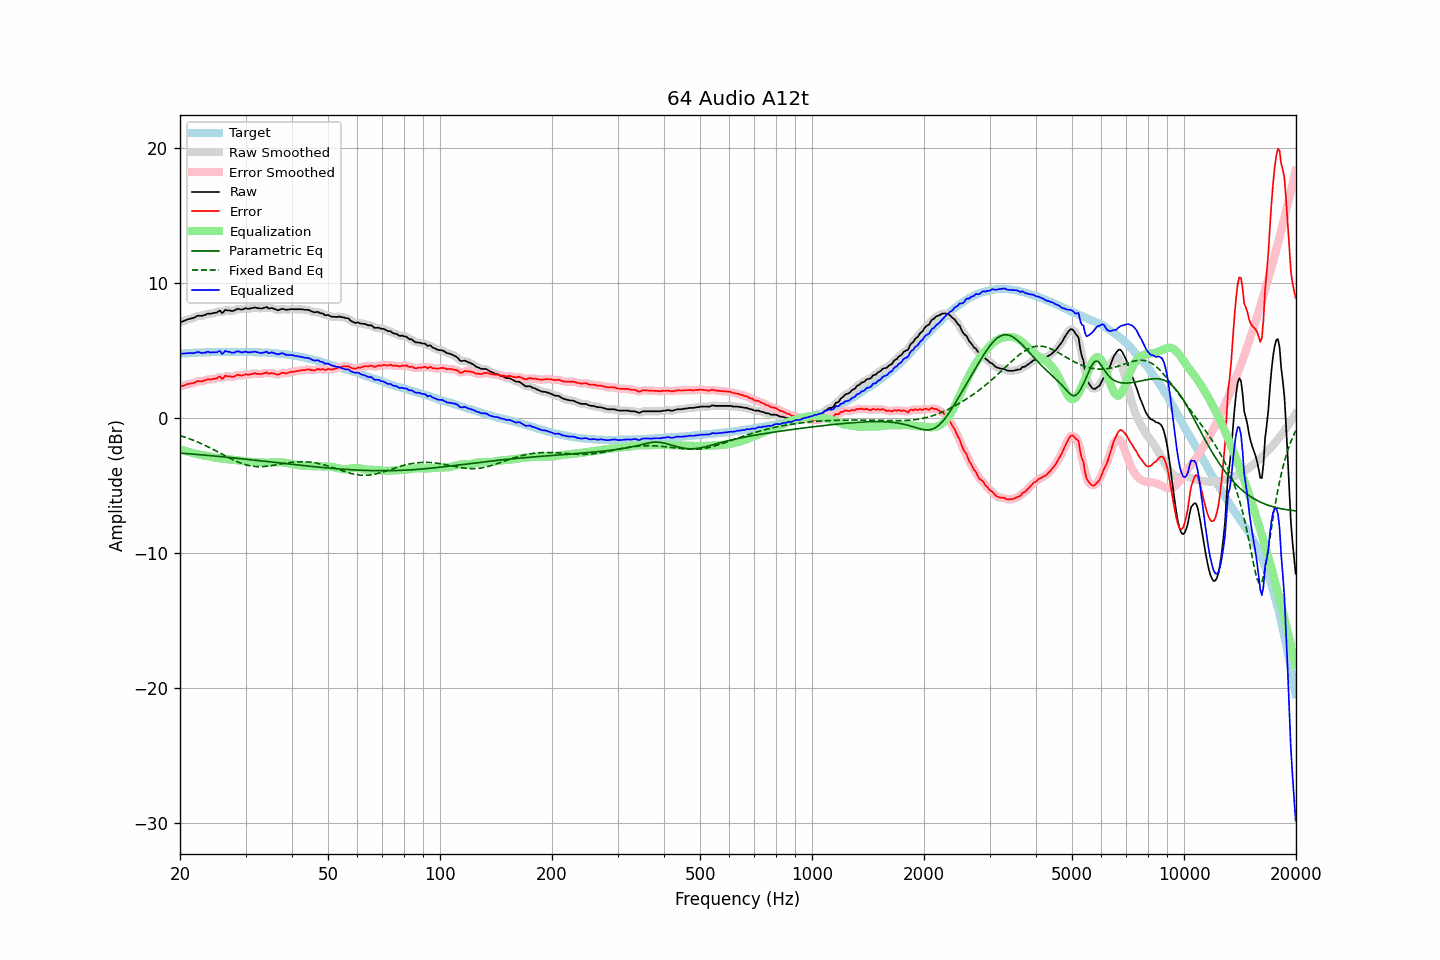 64 Audio A12t
Target
Raw Smoothed
Error Smoothed
Raw
Error
Equalization
Parametric Eq
Fixed Band Eq
Equalized
20
10
0
−10
−20
−30
Amplitude (dBr)
20 50 100 200 500 1000 2000 5000 10000 20000
Frequency (Hz)